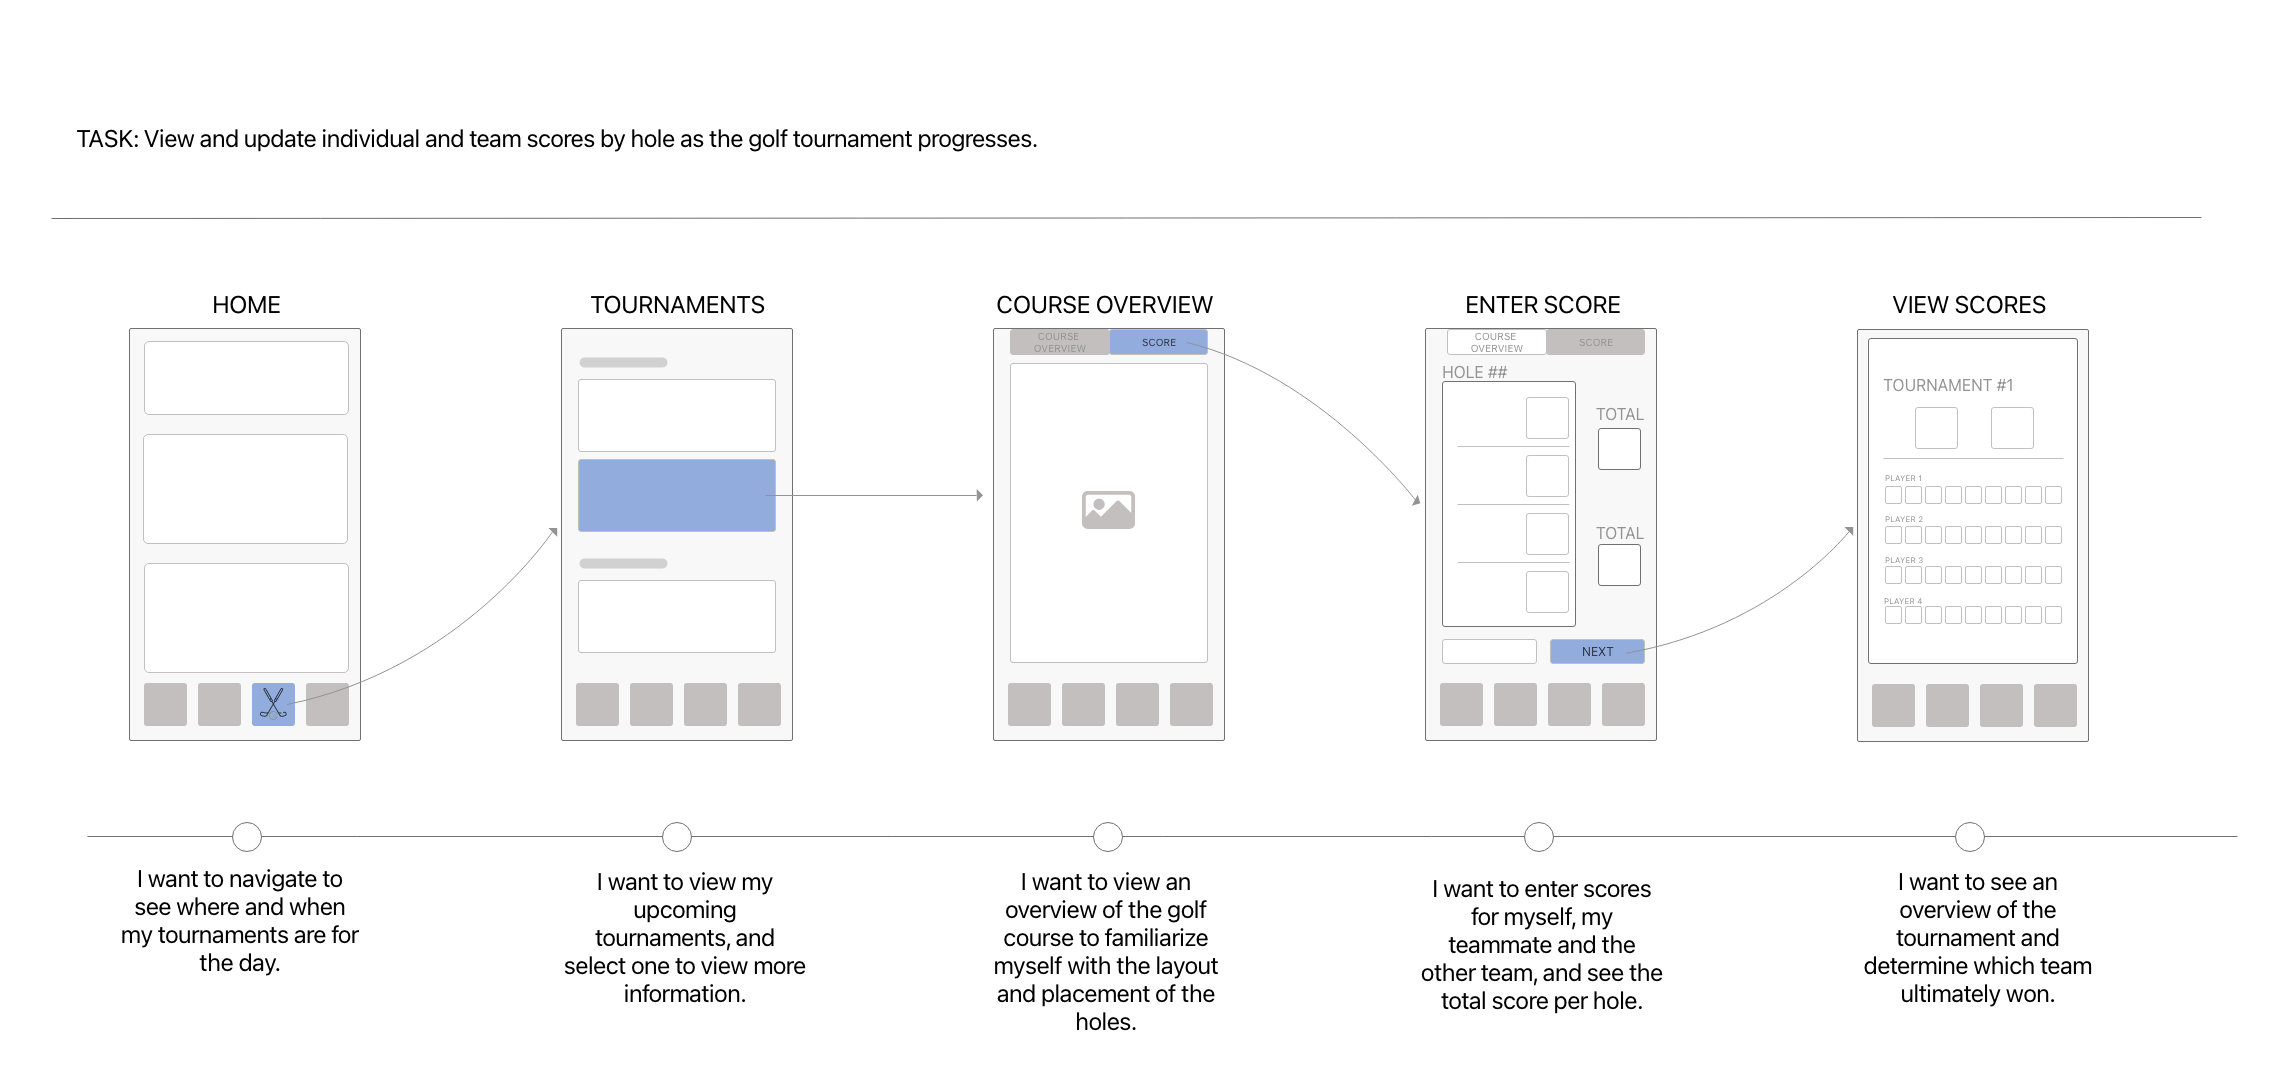 TASK: View and update individual and team scores by hole as the golf tournament progresses.
HOME
TOURNAMENTS
COURSE OVERVIEW
COURSE
OVERVIEW
SCORE
ENTER SCORE
COURSE
OVERVIEW
SCORE
HOLE ##
TOTAL
TOTAL
NEXT
VIEW SCORES
TOURNAMENT #1
PLAYER 1
PLAYER 2
PLAYER 3
PLAYER 4
I want to navigate to
see where and when
my tournaments are for
the day.
I want to view my
upcoming
tournaments, and
select one to view more
information.
I want to view an
overview of the golf
course to familiarize
myself with the layout
and placement of the
holes.
I want to enter scores
for myself, my
teammate and the
other team, and see the
total score per hole.
I want to see an
overview of the
tournament and
determine which team
ultimately won.